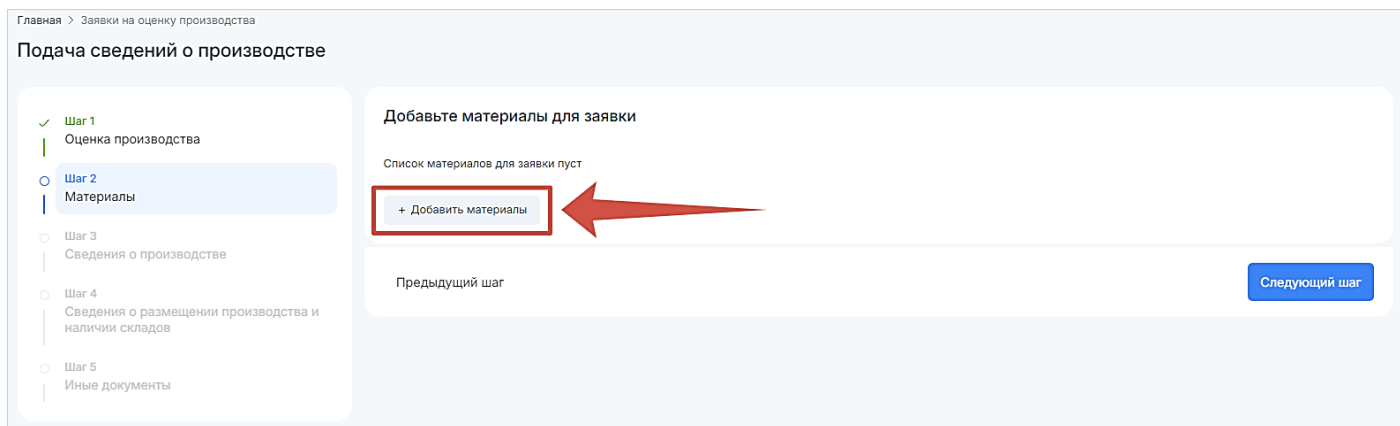 Главная > Заявки на оценку производства
Подача сведений о производстве
Шаг 1
Оценка производства
Шаг 2
Материалы
Шаг 3
Сведения о производстве
Шаг 4
Сведения о размещении производства и
наличии складов
Шаг 5
Иные документы
Добавьте материалы для заявки
Список материалов для заявки пуст
+ Добавить материалы
Предыдущий шаг
Следующий шаг